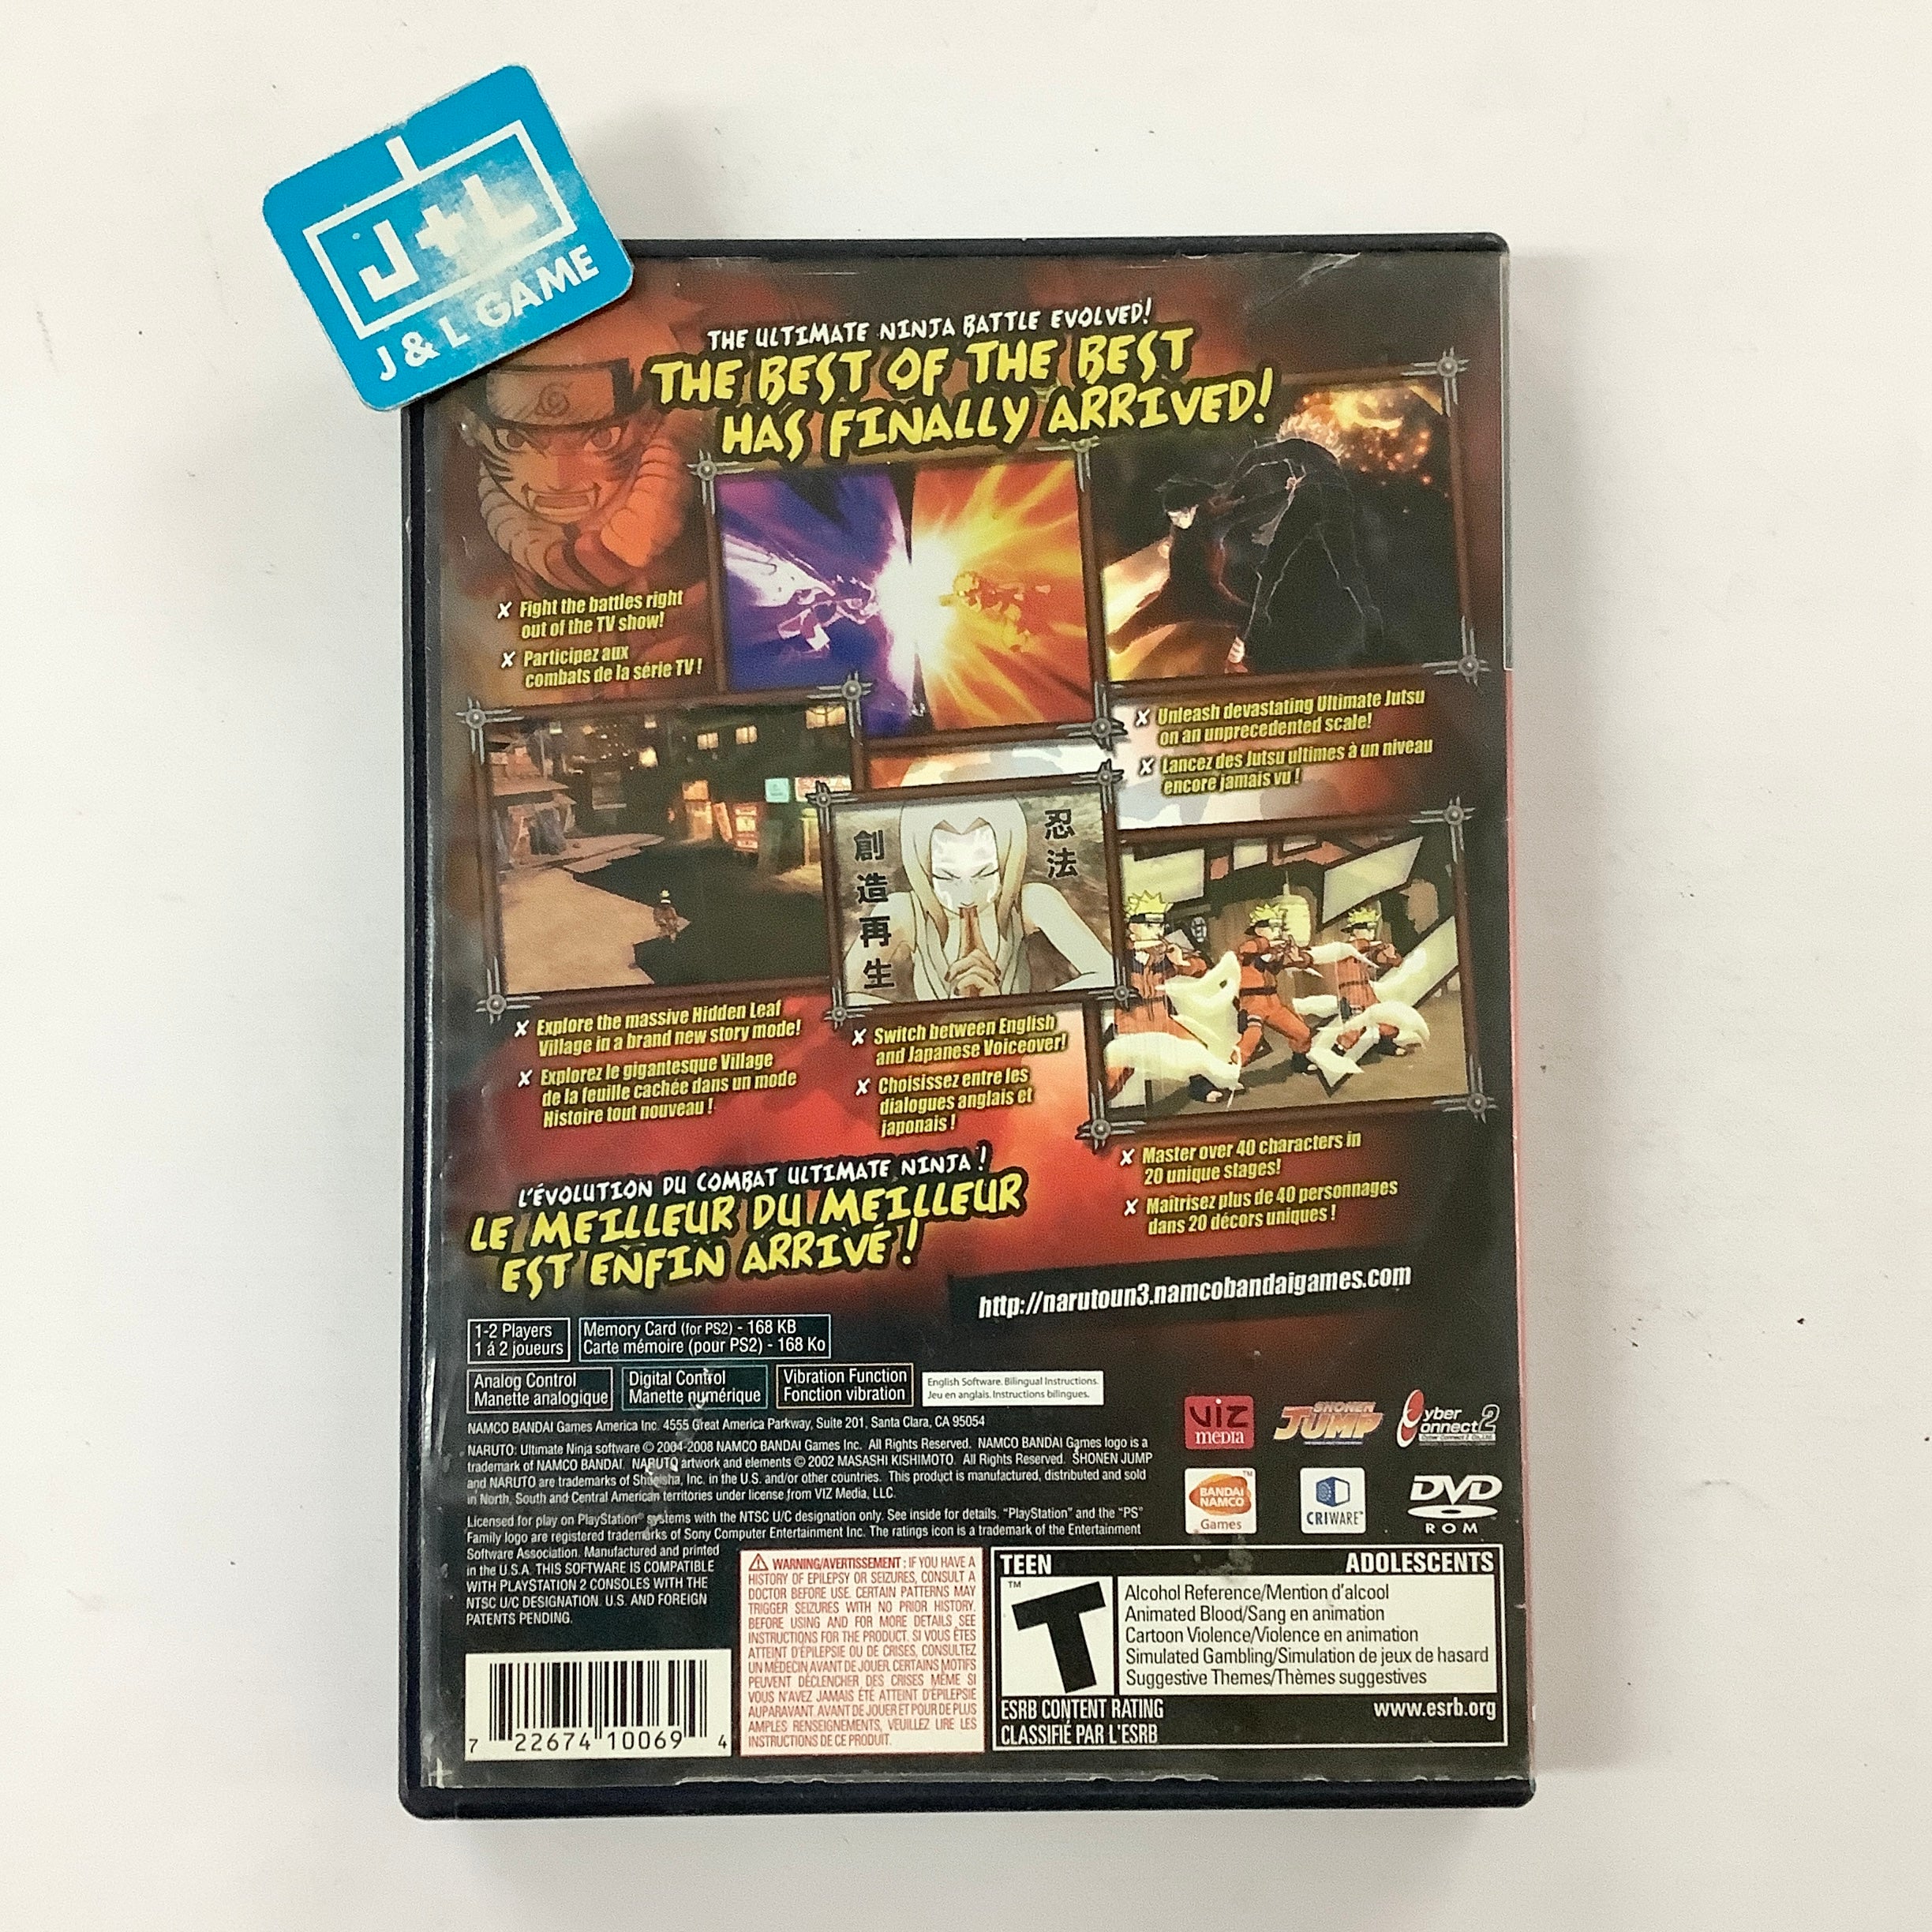 J+L
J & L GAME
THE ULTIMATE NINJA BATTLE EVOLVED!
THE BEST OF THE BEST
HAS FINALLY ARRIVED!
✘ Fight the battles right
out of the TV show!
✘ Participez aux
combats de la série TV !
✘ Unleash devastating Ultimate Jutsu
on an unprecedented scale!
✘ Lancez des Jutsu ultimes à un niveau
encore jamais vu !
忍法
創造再生
✘ Explore the massive Hidden Leaf
Village in a brand new story mode!
✘ Explorez le gigantesque Village
de la feuille cachée dans un mode
Histoire tout nouveau !
✘ Switch between English
and Japanese Voiceover!
✘ Choisissez entre les
dialogues anglais et
japonais !
✘ Master over 40 characters in
20 unique stages!
✘ Maîtrisez plus de 40 personnages
dans 20 décors uniques !
L'ÉVOLUTION DU COMBAT ULTIMATE NINJA !
LE MEILLEUR DU MEILLEUR
EST ENFIN ARRIVÉ !
http://narutoun3.namcobandaigames.com
1-2 Players
1 á 2 joueurs
Memory Card (for PS2) - 168 KB
Carte mémoire (pour PS2) - 168 Ko
Analog Control
Manette analogique
Digital Control
Manette numérique
Vibration Function
Fonction vibration
English Software. Bilingual Instructions.
Jeu en anglais. Instructions bilingues.
NAMCO BANDAI Games America Inc. 4555 Great America Parkway, Suite 201, Santa Clara, CA 95054
NARUTO: Ultimate Ninja software © 2004-2008 NAMCO BANDAI Games Inc. All Rights Reserved. NAMCO BANDAI Games logo is a
trademark of NAMCO BANDAI. NARUTO artwork and elements © 2002 MASASHI KISHIMOTO. All Rights Reserved. SHONEN JUMP
and NARUTO are trademarks of Shueisha, Inc. in the U.S. and/or other countries. This product is manufactured, distributed and sold
in North, South and Central American territories under license from VIZ Media, LLC.
Licensed for play on PlayStation® systems with the NTSC U/C designation only. See inside for details. "PlayStation" and the "PS"
Family logo are registered trademarks of Sony Computer Entertainment Inc. The ratings icon is a trademark of the Entertainment
Software Association. Manufactured and printed
in the U.S.A. THIS SOFTWARE IS COMPATIBLE
WITH PLAYSTATION 2 CONSOLES WITH THE
NTSC U/C DESIGNATION. U.S. AND FOREIGN
PATENTS PENDING.
VIZ
MEDIA
SHONEN
JUMP
Cyber
Connect 2
BANDAI
NAMCO
Games
CRIWARE™
DVD
ROM
7 22674 10069 4
⚠ WARNING/AVERTISSEMENT : IF YOU HAVE A
HISTORY OF EPILEPSY OR SEIZURES, CONSULT A
DOCTOR BEFORE USE. CERTAIN PATTERNS MAY
TRIGGER SEIZURES WITH NO PRIOR HISTORY.
BEFORE USING AND FOR MORE DETAILS SEE
INSTRUCTIONS FOR THE PRODUCT. SI VOUS ÊTES
ATTEINT D'ÉPILEPSIE OU DE CRISES, CONSULTEZ
UN MÉDECIN AVANT DE JOUER. CERTAINS MOTIFS
PEUVENT DÉCLENCHER DES CRISES MÊME SI
VOUS N'AVEZ JAMAIS ÉTÉ ATTEINT D'ÉPILEPSIE
AUPARAVANT. AVANT DE JOUER ET POUR DE PLUS
AMPLES RENSEIGNEMENTS, VEUILLEZ LIRE LES
INSTRUCTIONS DE CE PRODUIT.
TEEN ADOLESCENTS
T™
Alcohol Reference/Mention d'alcool
Animated Blood/Sang en animation
Cartoon Violence/Violence en animation
Simulated Gambling/Simulation de jeux de hasard
Suggestive Themes/Thèmes suggestives
ESRB CONTENT RATING www.esrb.org
CLASSIFIÉ PAR L'ESRB